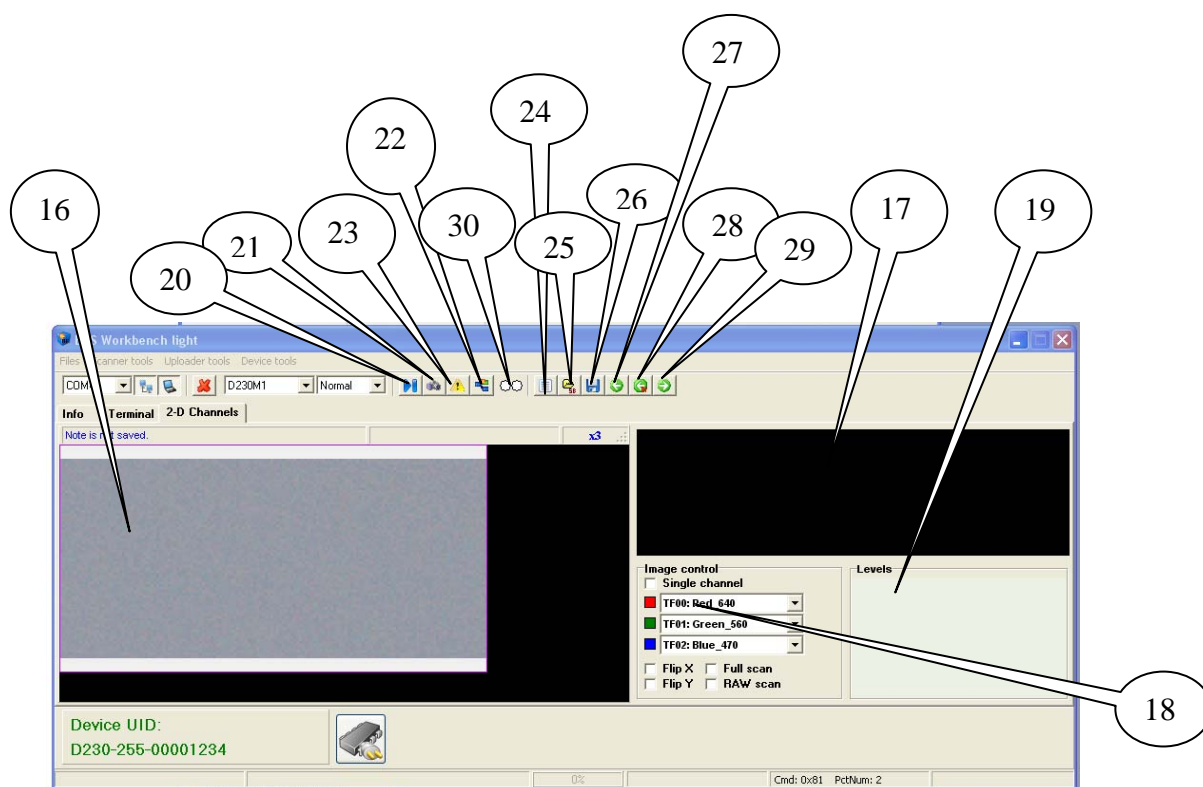 27
24
22
26
16
23
30
28
17
19
21
25
29
20
S Workbench light
Files Scanner tools Uploader tools Device tools
COM D230M1 Normal
50
Info Terminal 2-D Channels
Note is not saved. x3
Image control
Levels
Single channel
TF00: Red_640
TF01: Green_560
TF02: Blue_470
Flip X Full scan
Flip Y RAW scan
18
Device UID:
D230-255-00001234
0% Cmd: 0x81 PctNum: 2